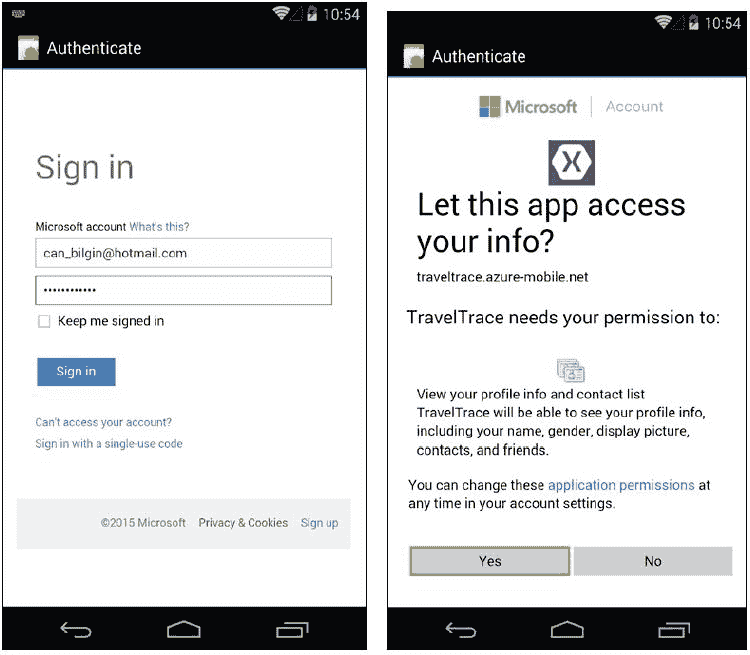 10:54
Authenticate
Sign in
Microsoft account What's this?
can_bilgin@hotmail.com
••••••••••••
Keep me signed in
Sign in
Can't access your account?
Sign in with a single-use code
©2015 Microsoft Privacy & Cookies Sign up
10:54
Authenticate
Microsoft Account
X
Let this app access
your info?
traveltrace.azure-mobile.net
TravelTrace needs your permission to:
View your profile info and contact list
TravelTrace will be able to see your profile info,
including your name, gender, display picture,
contacts, and friends.
You can change these application permissions at
any time in your account settings.
Yes No